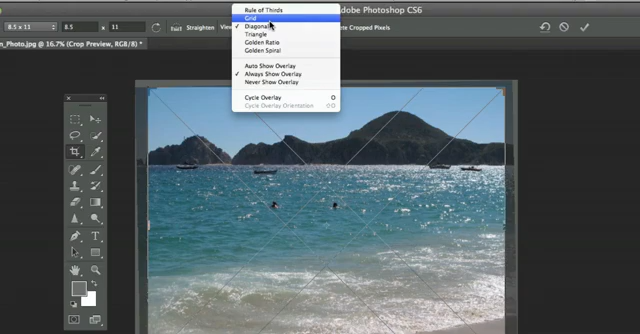 Rule of Thirds
Grid
✓ Diagonal
Triangle
Golden Ratio
Golden Spiral
Auto Show Overlay
✓ Always Show Overlay
Never Show Overlay
Cycle Overlay O
Cycle Overlay Orientation ⇧O
Adobe Photoshop CS6
8.5 x 11 8.5 x 11 Straighten Cropped Pixels
n_Photo.jpg @ 16.7% (Crop Preview, RGB/8) *
T